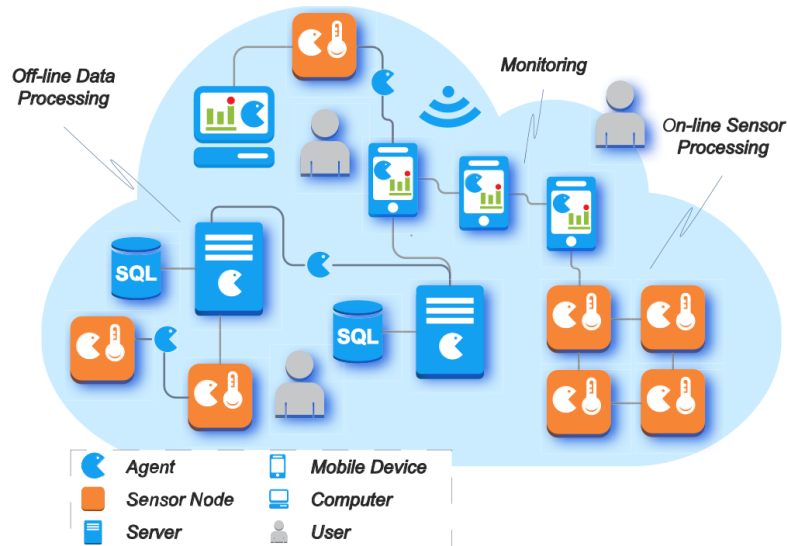 Off-line Data
Processing
Monitoring
On-line Sensor
Processing
SQL
SQL
Agent
Mobile Device
Sensor Node
Computer
Server
User